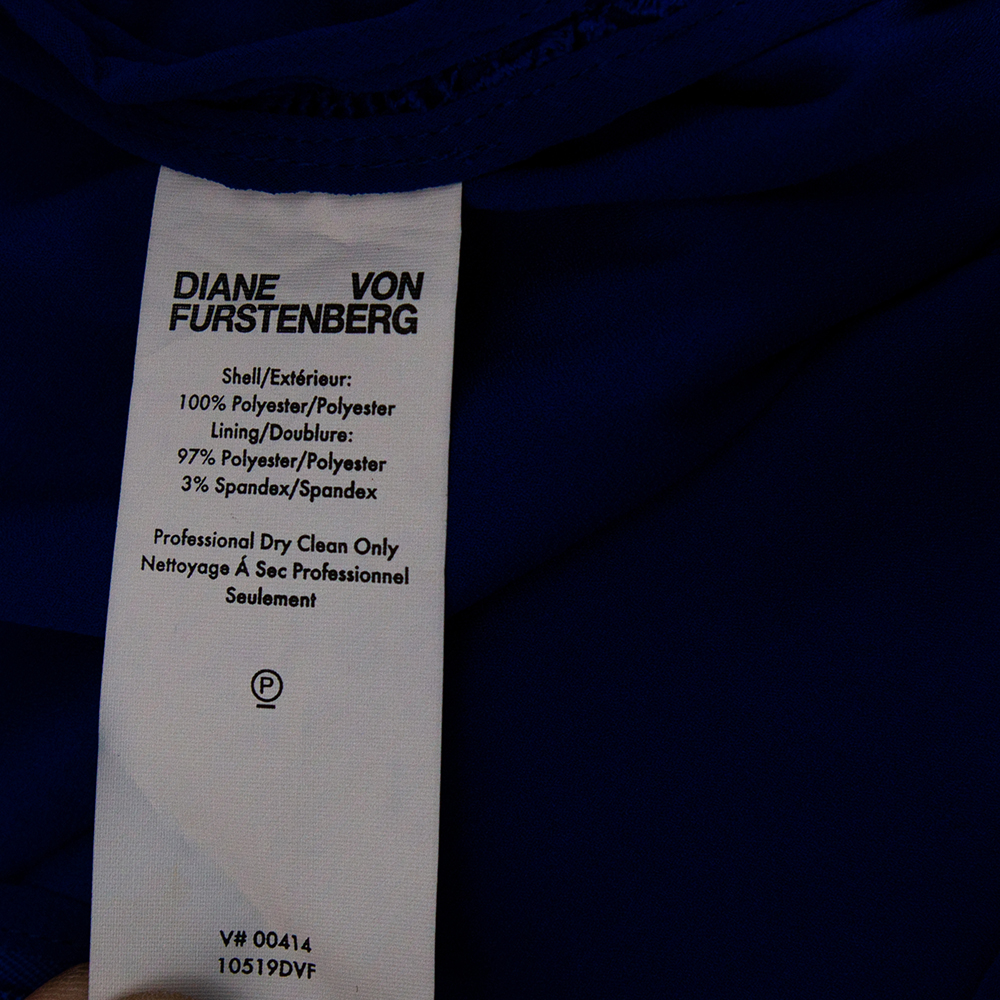 DIANE VON
FURSTENBERG
Shell/Extérieur:
100% Polyester/Polyester
Lining/Doublure:
97% Polyester/Polyester
3% Spandex/Spandex
Professional Dry Clean Only
Nettoyage Á Sec Professionnel
Seulement
P
V# 00414
10519DVF